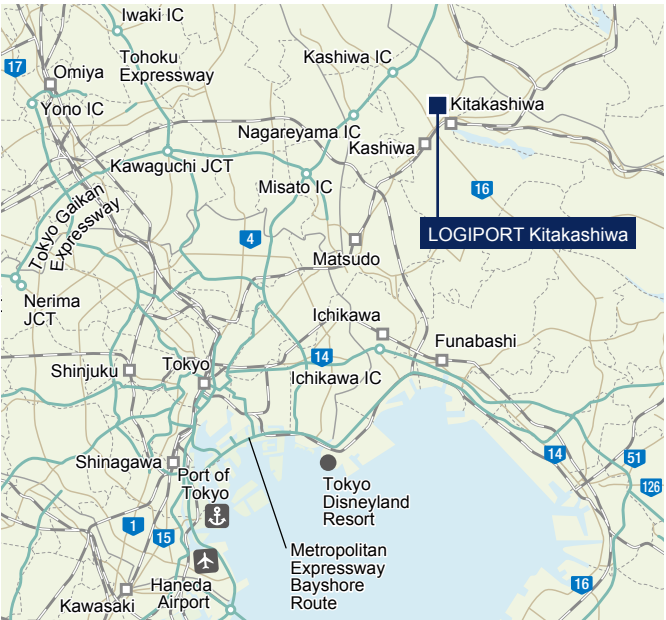 Iwaki IC
Tohoku
Expressway
Kashiwa IC
17
Omiya
Yono IC
Kitakashiwa
Nagareyama IC
Kashiwa
Kawaguchi JCT
Misato IC
16
Tokyo Gaikan
Expressway
4
LOGIPORT Kitakashiwa
Matsudo
Nerima
JCT
Ichikawa
Funabashi
14
Shinjuku
Tokyo
Ichikawa IC
Shinagawa
Port of
Tokyo
14
51
126
Tokyo
Disneyland
Resort
1
15
Metropolitan
Expressway
Bayshore
Route
Haneda
Airport
16
Kawasaki